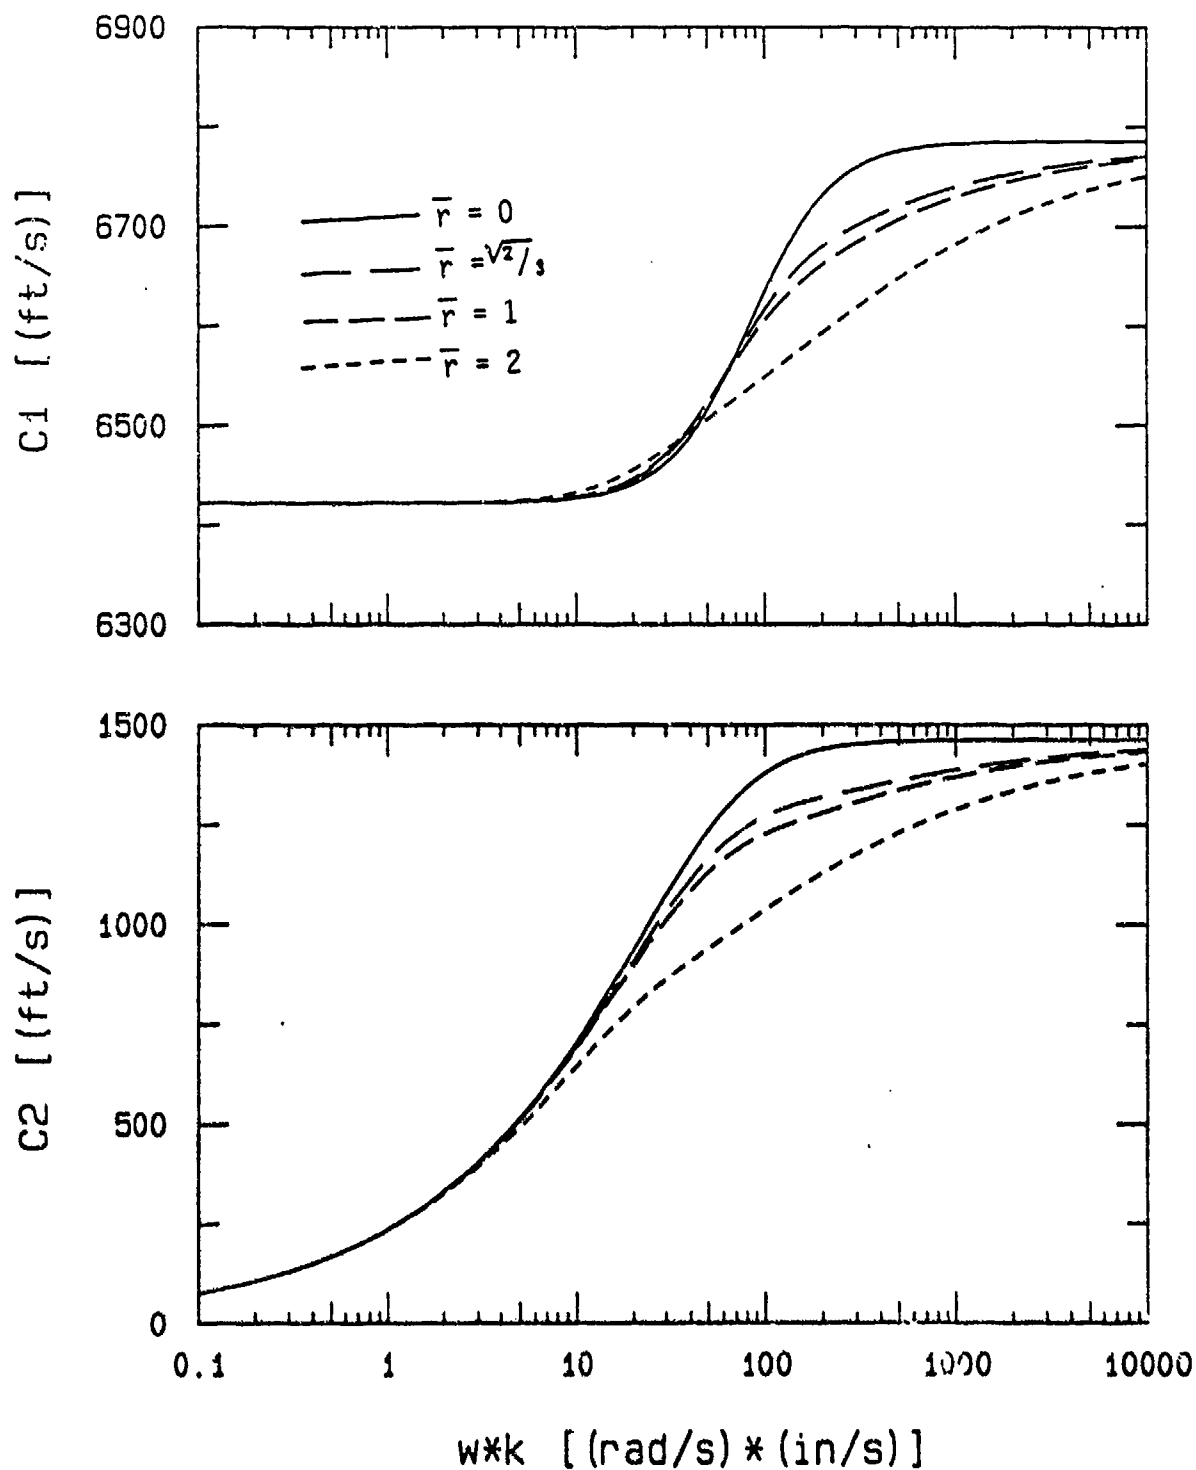 6900
6700
6500
6300
C1 [(ft/s)]
r̅ = 0
r̅ = √2/3
r̅ = 1
r̅ = 2
1500
1000
500
0
C2 [(ft/s)]
0.1 1 10 100 1000 10000
w*k [(rad/s)*(in/s)]